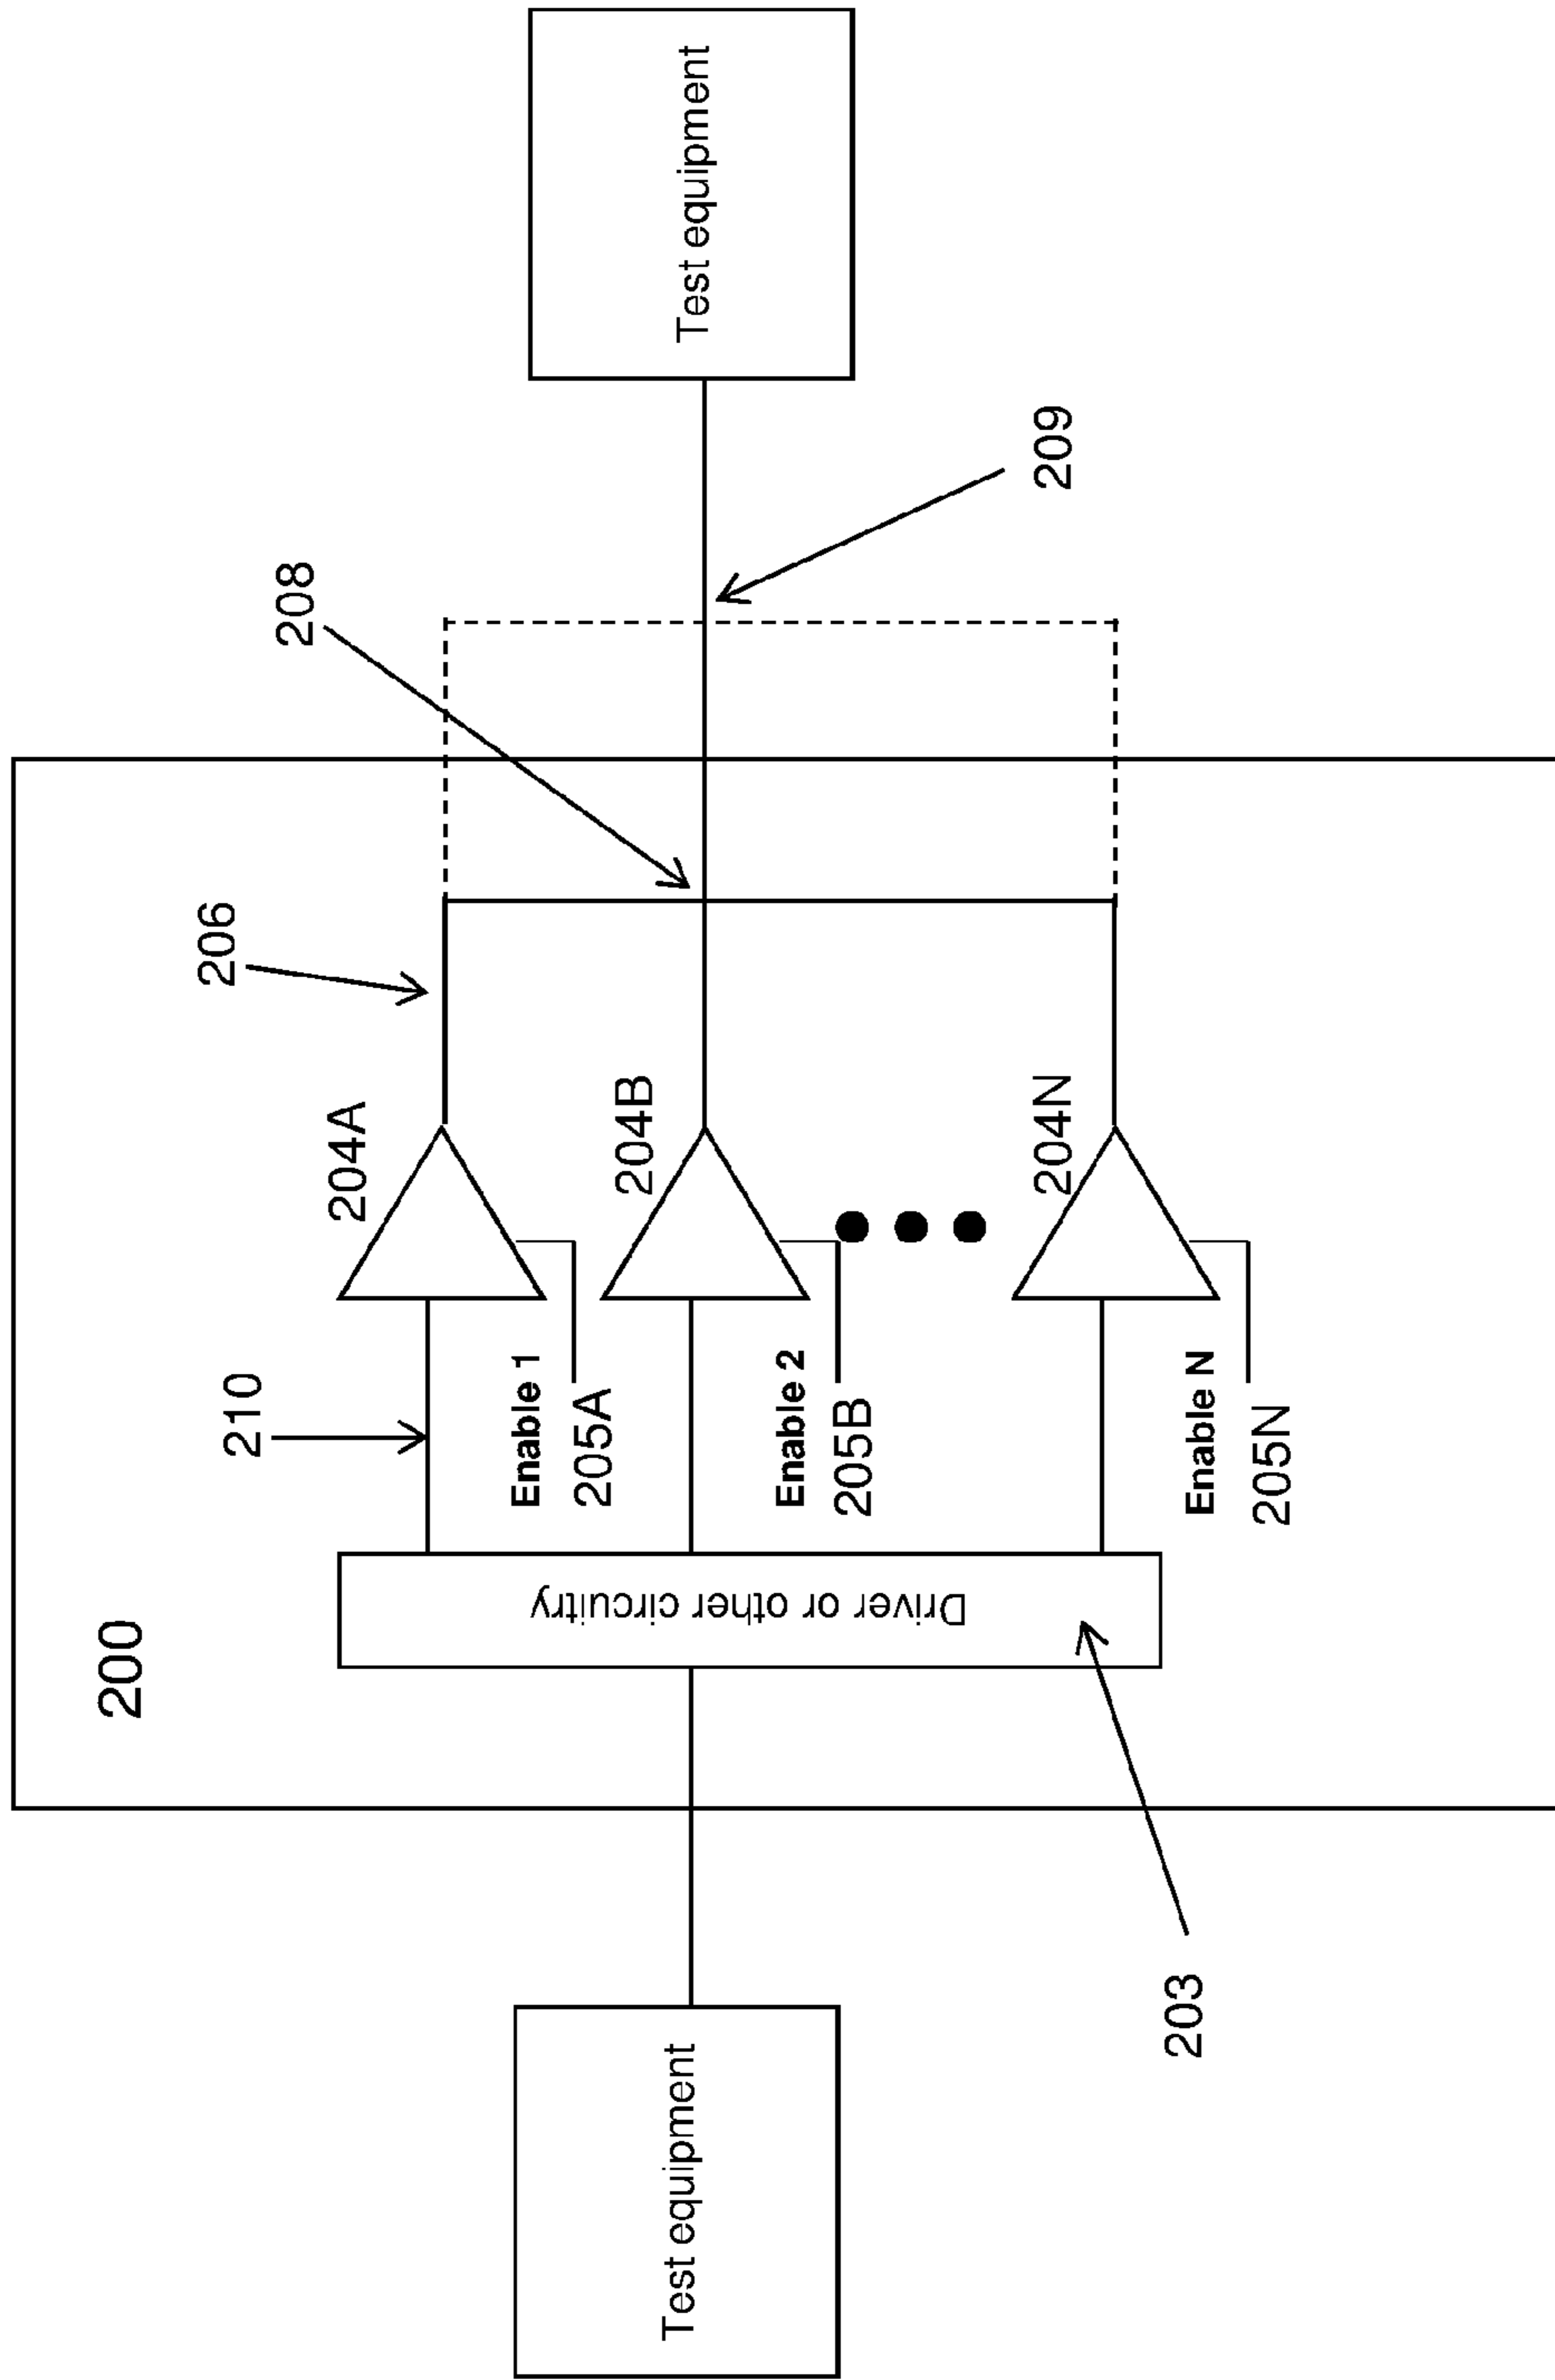 200
210
206
208
Test equipment
Driver or other circuitry
204A
Enable 1
205A
204B
Enable 2
205B
204N
Enable N
205N
209
203
Test equipment